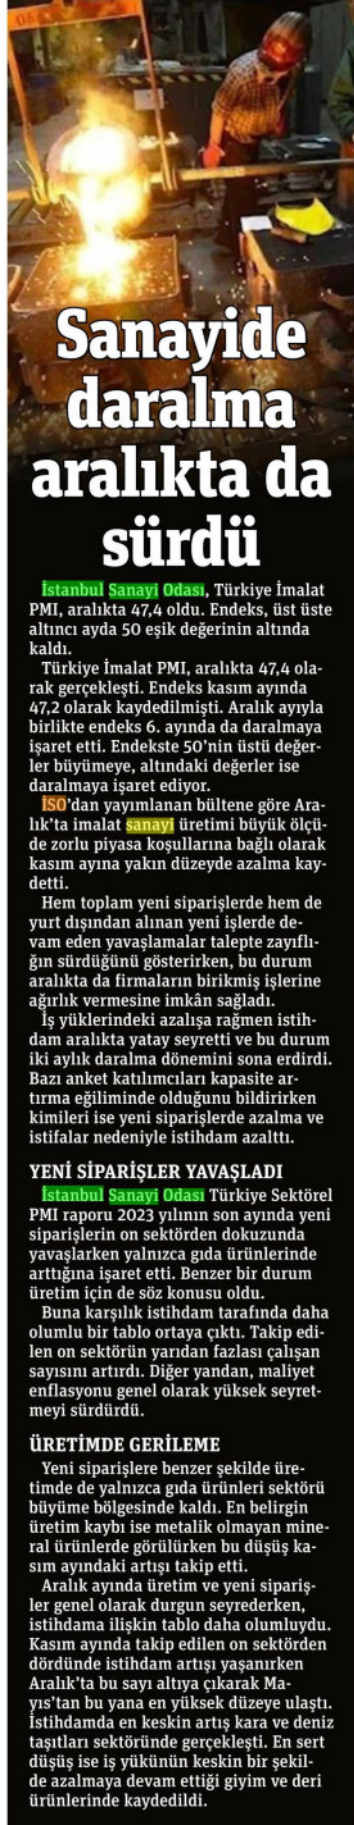 Sanayide
daralma
aralıkta da
sürdü
İstanbul Sanayi Odası, Türkiye İmalat
PMI, aralıkta 47,4 oldu. Endeks, üst üste
altıncı ayda 50 eşik değerinin altında
kaldı.
Türkiye İmalat PMI, aralıkta 47,4 ola-
rak gerçekleşti. Endeks kasım ayında
47,2 olarak kaydedilmişti. Aralık ayıyla
birlikte endeks 6. ayında da daralmaya
işaret etti. Endekste 50'nin üstü değer-
ler büyümeye, altındaki değerler ise
daralmaya işaret ediyor.
İSO'dan yayımlanan bültene göre Ara-
lık'ta imalat sanayi üretimi büyük ölçü-
de zorlu piyasa koşullarına bağlı olarak
kasım ayına yakın düzeyde azalma kay-
detti.
Hem toplam yeni siparişlerde hem de
yurt dışından alınan yeni işlerde de-
vam eden yavaşlamalar talepte zayıflı-
ğın sürdüğünü gösterirken, bu durum
aralıkta da firmaların birikmiş işlerine
ağırlık vermesine imkân sağladı.
İş yüklerindeki azalışa rağmen istih-
dam aralıkta yatay seyretti ve bu durum
iki aylık daralma dönemini sona erdirdi.
Bazı anket katılımcıları kapasite ar-
tırma eğiliminde olduğunu bildirirken
kimileri ise yeni siparişlerde azalma ve
istifalar nedeniyle istihdam azalttı.
YENİ SİPARİŞLER YAVAŞLADI
İstanbul Sanayi Odası Türkiye Sektörel
PMI raporu 2023 yılının son ayında yeni
siparişlerin on sektörden dokuzunda
yavaşlarken yalnızca gıda ürünlerinde
arttığına işaret etti. Benzer bir durum
üretim için de söz konusu oldu.
Buna karşılık istihdam tarafında daha
olumlu bir tablo ortaya çıktı. Takip edi-
len on sektörün yarıdan fazlası çalışan
sayısını artırdı. Diğer yandan, maliyet
enflasyonu genel olarak yüksek seyret-
meyi sürdürdü.
ÜRETİMDE GERİLEME
Yeni siparişlere benzer şekilde üre-
timde de yalnızca gıda ürünleri sektörü
büyüme bölgesinde kaldı. En belirgin
üretim kaybı ise metalik olmayan mine-
ral ürünlerde görülürken bu düşüş ka-
sım ayındaki artışı takip etti.
Aralık ayında üretim ve yeni sipariş-
ler genel olarak durgun seyrederken,
istihdama ilişkin tablo daha olumluydu.
Kasım ayında takip edilen on sektörden
dördünde istihdam artışı yaşanırken
Aralık'ta bu sayı altıya çıkarak Ma-
yıs'tan bu yana en yüksek düzeye ulaştı.
İstihdamda en keskin artış kara ve deniz
taşıtları sektöründe gerçekleşti. En sert
düşüş ise iş yükünün keskin bir şekil-
de azalmaya devam ettiği giyim ve deri
ürünlerinde kaydedildi.